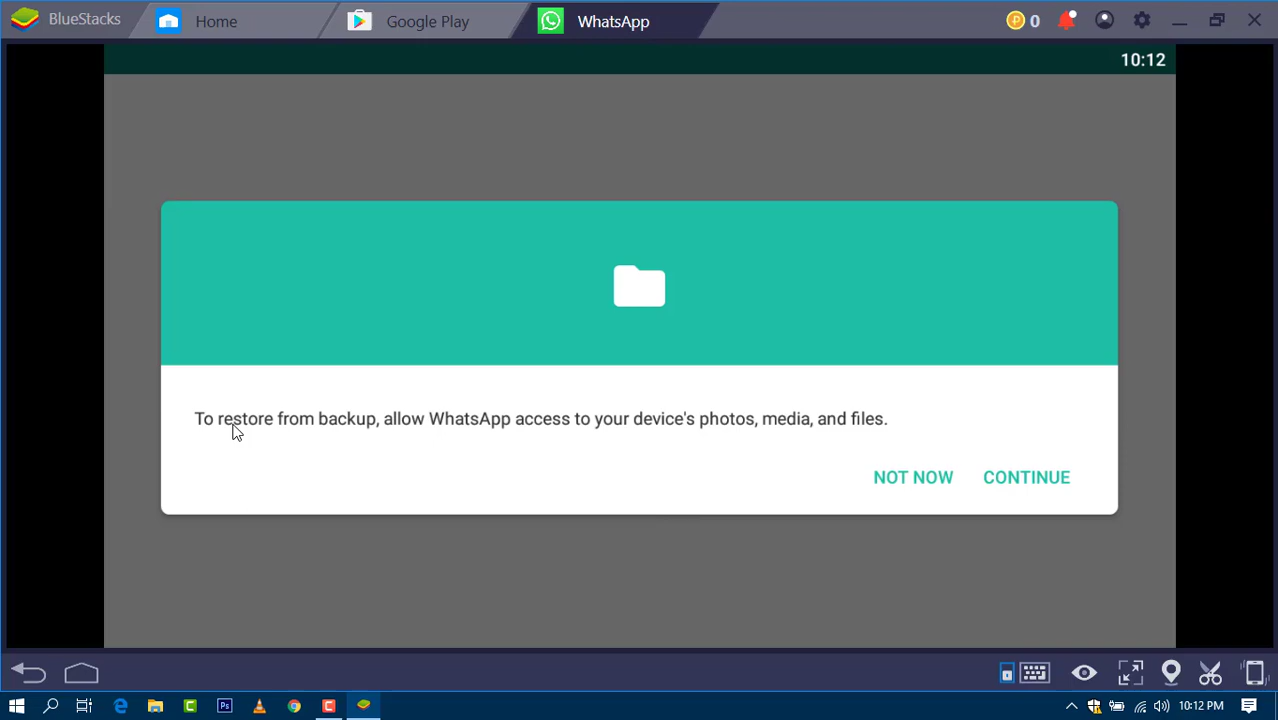 BlueStacks Home Google Play WhatsApp 0
10:12
To restore from backup, allow WhatsApp access to your device's photos, media, and files.
NOT NOW CONTINUE
10:12 PM